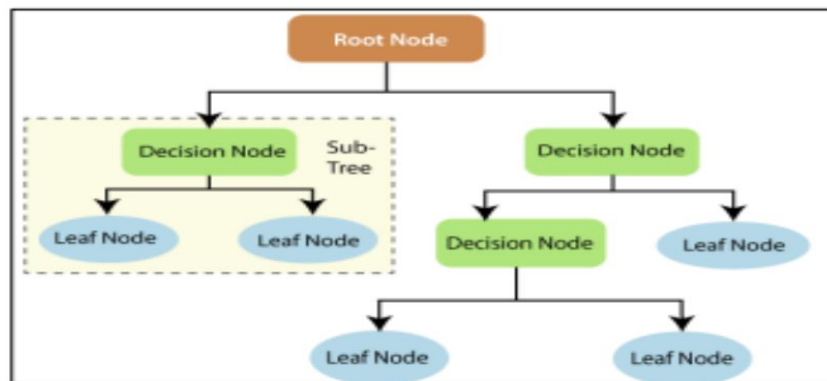 Root Node
Decision Node
Sub-
Tree
Decision Node
Leaf Node
Leaf Node
Decision Node
Leaf Node
Leaf Node
Leaf Node